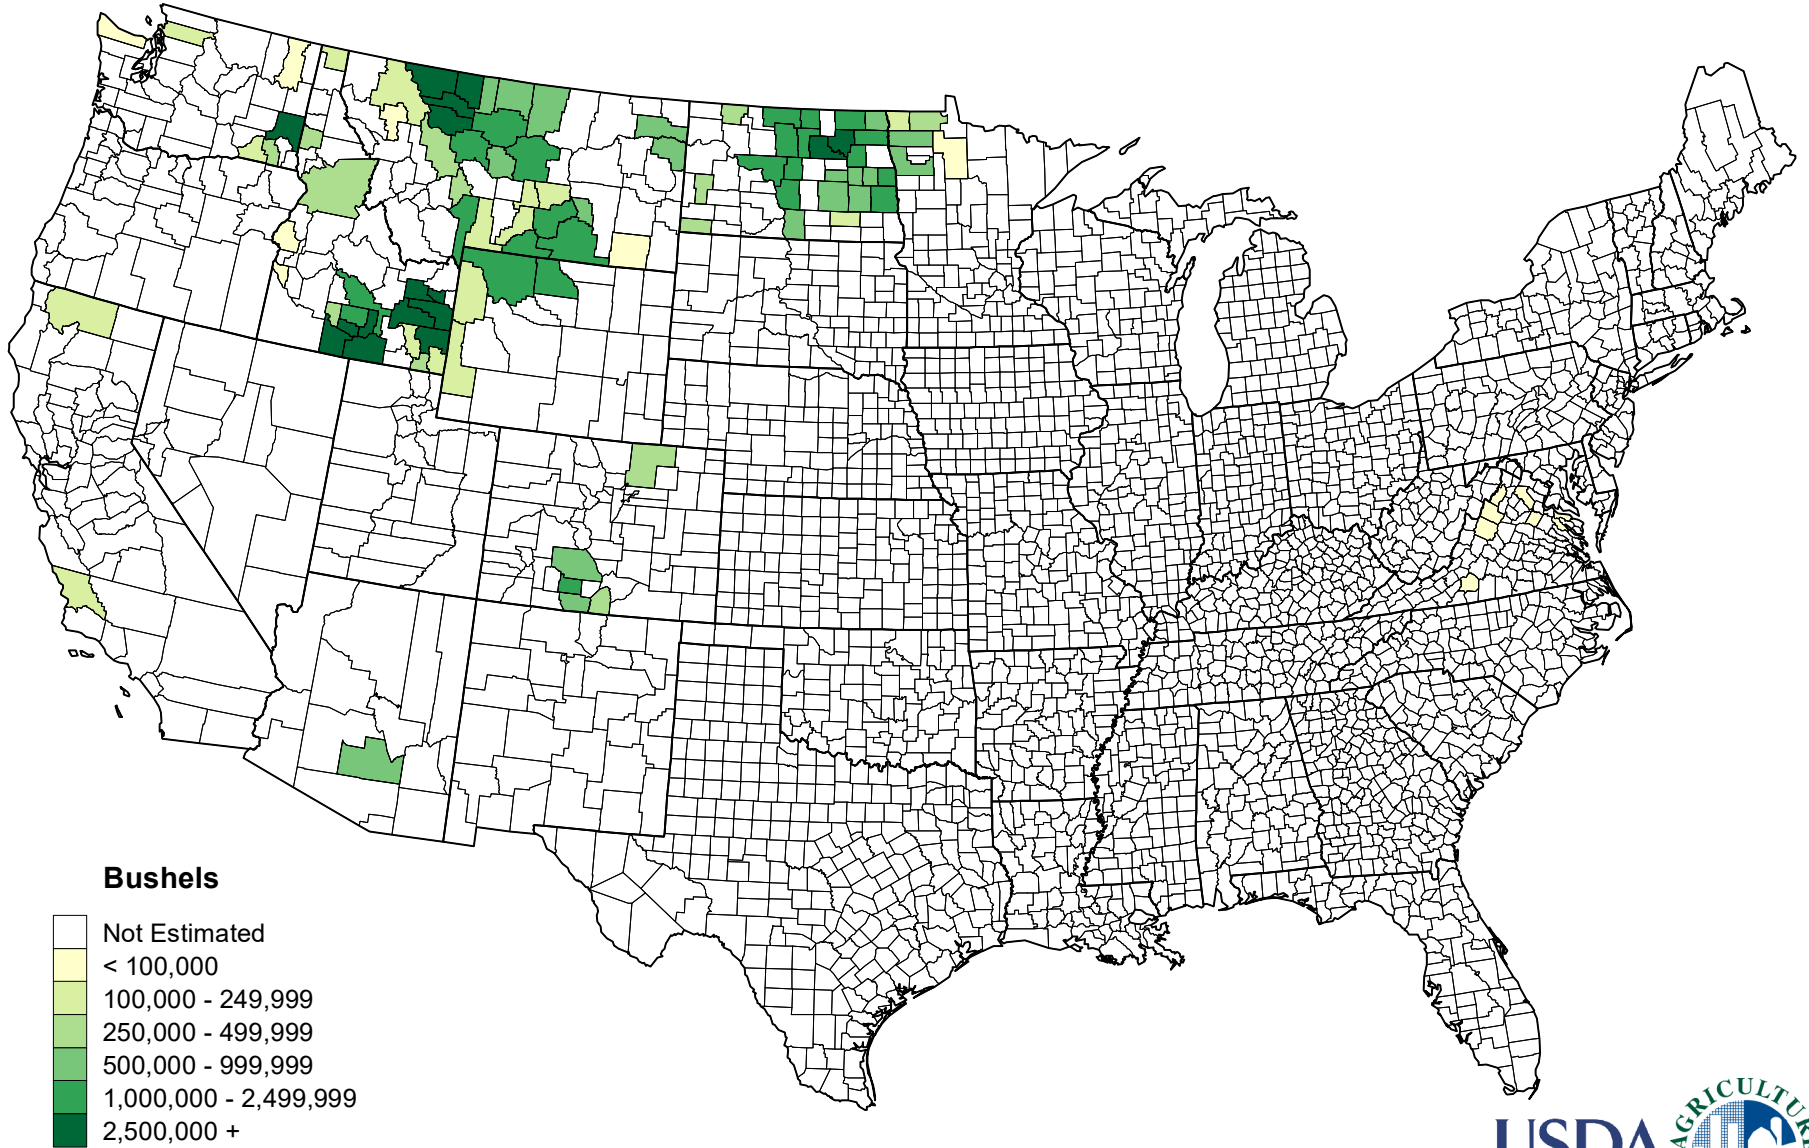 Bushels
Not Estimated
< 100,000
100,000 - 249,999
250,000 - 499,999
500,000 - 999,999
1,000,000 - 2,499,999
2,500,000 +
USDA
AGRICULTUR